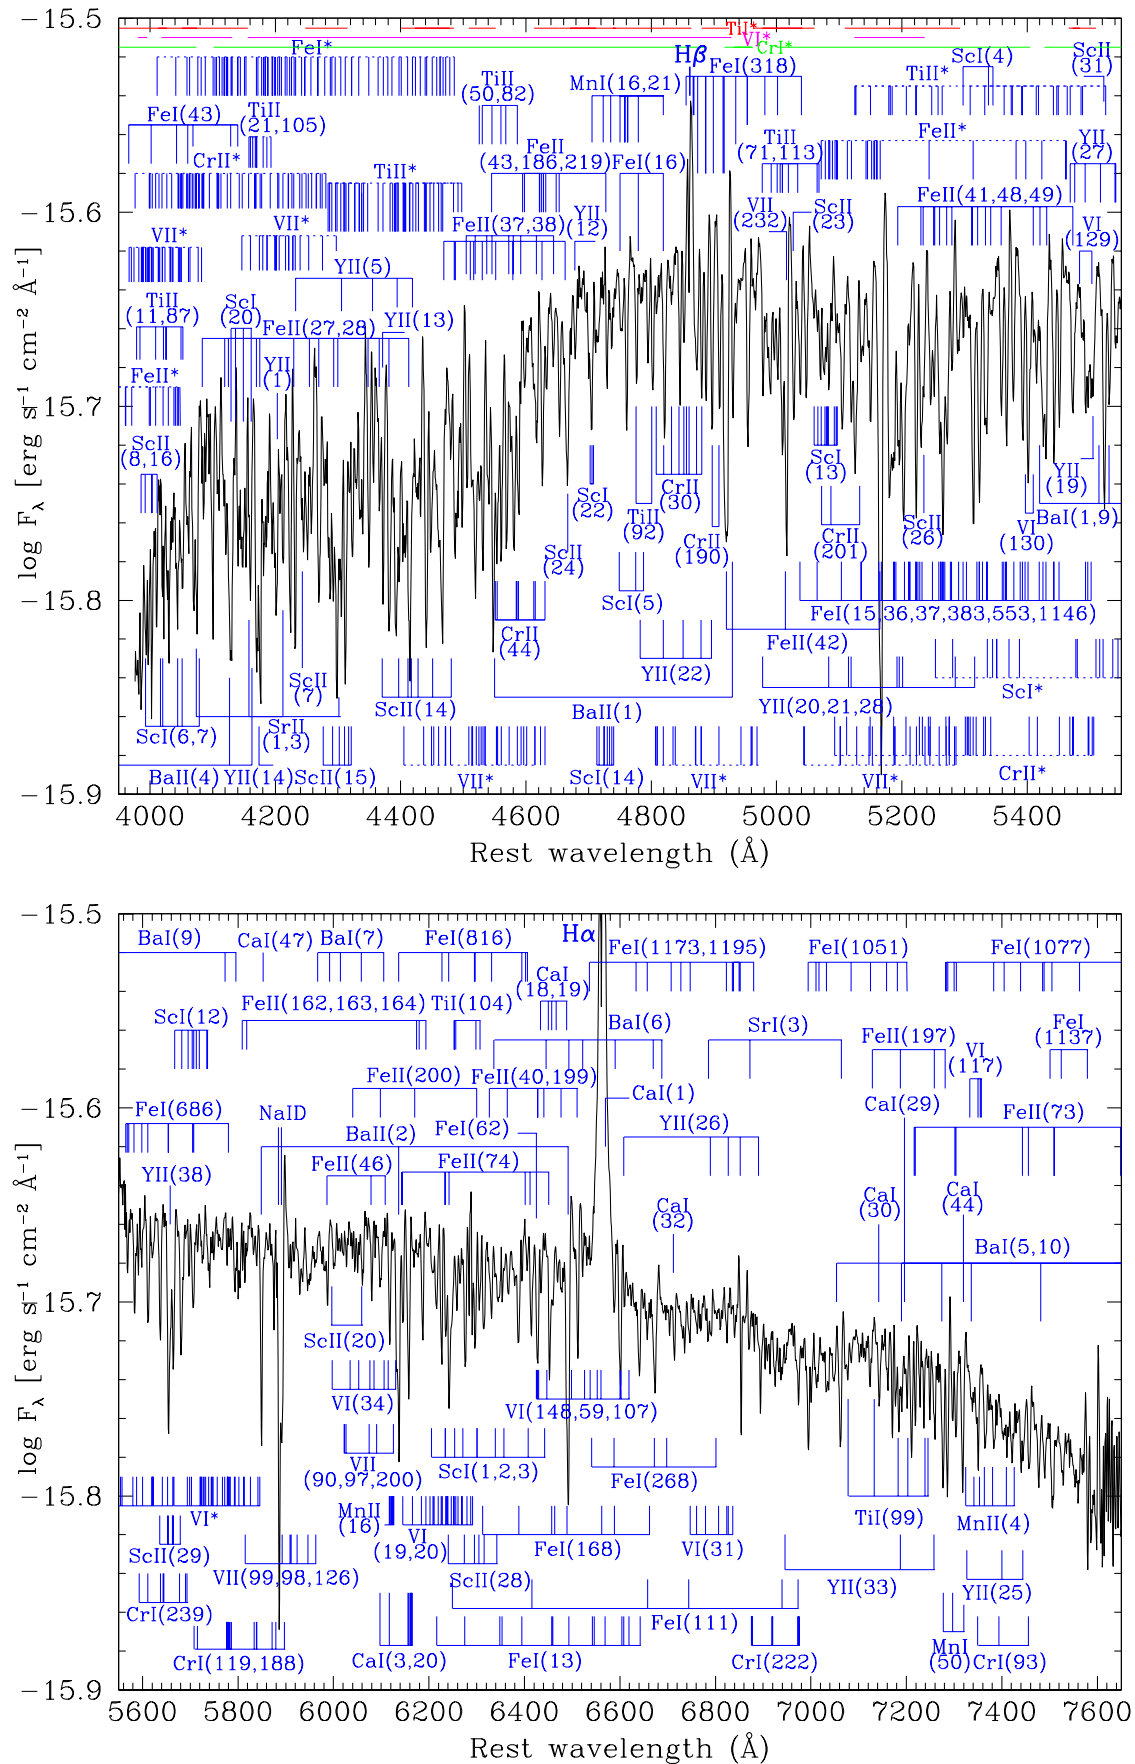 −15.5
TiI*
VI*
CrI*
FeI*
Hβ
FeI(318)
ScI(4)
ScII
(31)
TiII
(50,82)
MnI(16,21)
TiII*
FeI(43)
TiII
(21,105)
CrII*
TiII*
FeII
(43,186,219)
FeI(16)
TiII
(71,113)
FeII*
YII
(27)
−15.6
VII*
VII*
FeII(37,38)
YII
(12)
VII
(232)
ScII
(23)
FeII(41,48,49)
VI
(129)
YII(5)
TiII
(11,87)
ScI
(20)
FeII(27,28)
YII(13)
FeII*
YII
(1)
−15.7
ScII
(8,16)
ScI
(22)
TiII
(92)
CrII
(30)
CrII
(190)
ScI
(13)
CrII
(201)
ScII
(26)
VI
(130)
YII
(19)
BaI(1,9)
ScII
(24)
−15.8
ScI(5)
FeI(15,36,37,383,553,1146)
CrII
(44)
FeII(42)
YII(22)
ScII
(7)
ScI*
ScII(14)
BaII(1)
YII(20,21,28)
ScI(6,7)
SrII
(1,3)
BaII(4)
YII(14)
ScII(15)
VII*
ScI(14)
VII*
VII*
CrII*
−15.9
log Fλ [erg s−1 cm−2 Å−1]
4000 4200 4400 4600 4800 5000 5200 5400
Rest wavelength (Å)
−15.5
Hα
BaI(9)
CaI(47)
BaI(7)
FeI(816)
FeI(1173,1195)
FeI(1051)
FeI(1077)
CaI
(18,19)
FeII(162,163,164)
TiI(104)
ScI(12)
BaI(6)
SrI(3)
FeII(197)
FeI
(1137)
VI
(117)
FeII(200)
FeII(40,199)
CaI(1)
CaI(29)
−15.6
FeI(686)
NaID
BaII(2)
FeI(62)
YII(26)
FeII(73)
YII(38)
FeII(46)
FeII(74)
CaI
(32)
CaI
(30)
CaI
(44)
BaI(5,10)
−15.7
ScII(20)
VI(34)
VI(148,59,107)
VII
(90,97,200)
ScI(1,2,3)
FeI(268)
−15.8
VI*
MnII
(16)
VI
(19,20)
TiI(99)
MnII(4)
ScII(29)
FeI(168)
VI(31)
VII(99,98,126)
ScII(28)
YII(33)
YII(25)
CrI(239)
FeI(111)
MnI
(50)
CrI(119,188)
CaI(3,20)
FeI(13)
CrI(222)
CrI(93)
−15.9
log Fλ [erg s−1 cm−2 Å−1]
5600 5800 6000 6200 6400 6600 6800 7000 7200 7400 7600
Rest wavelength (Å)